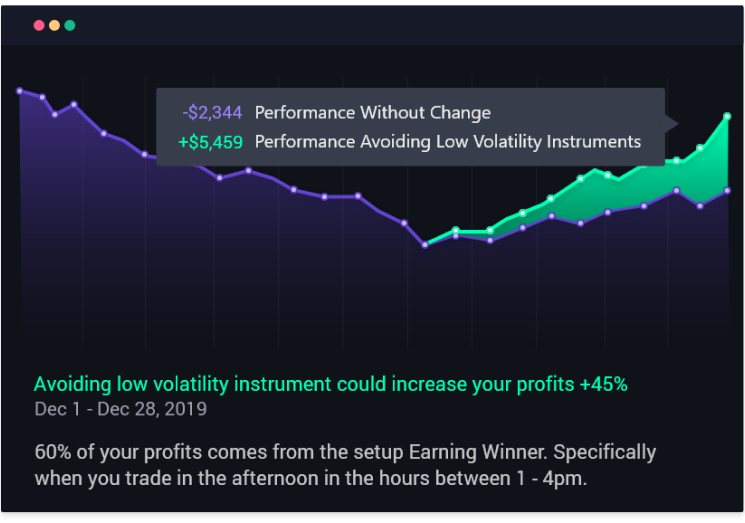 -$2,344 Performance Without Change
+$5,459 Performance Avoiding Low Volatility Instruments
Avoiding low volatility instrument could increase your profits +45%
Dec 1 - Dec 28, 2019
60% of your profits comes from the setup Earning Winner. Specifically
when you trade in the afternoon in the hours between 1 - 4pm.